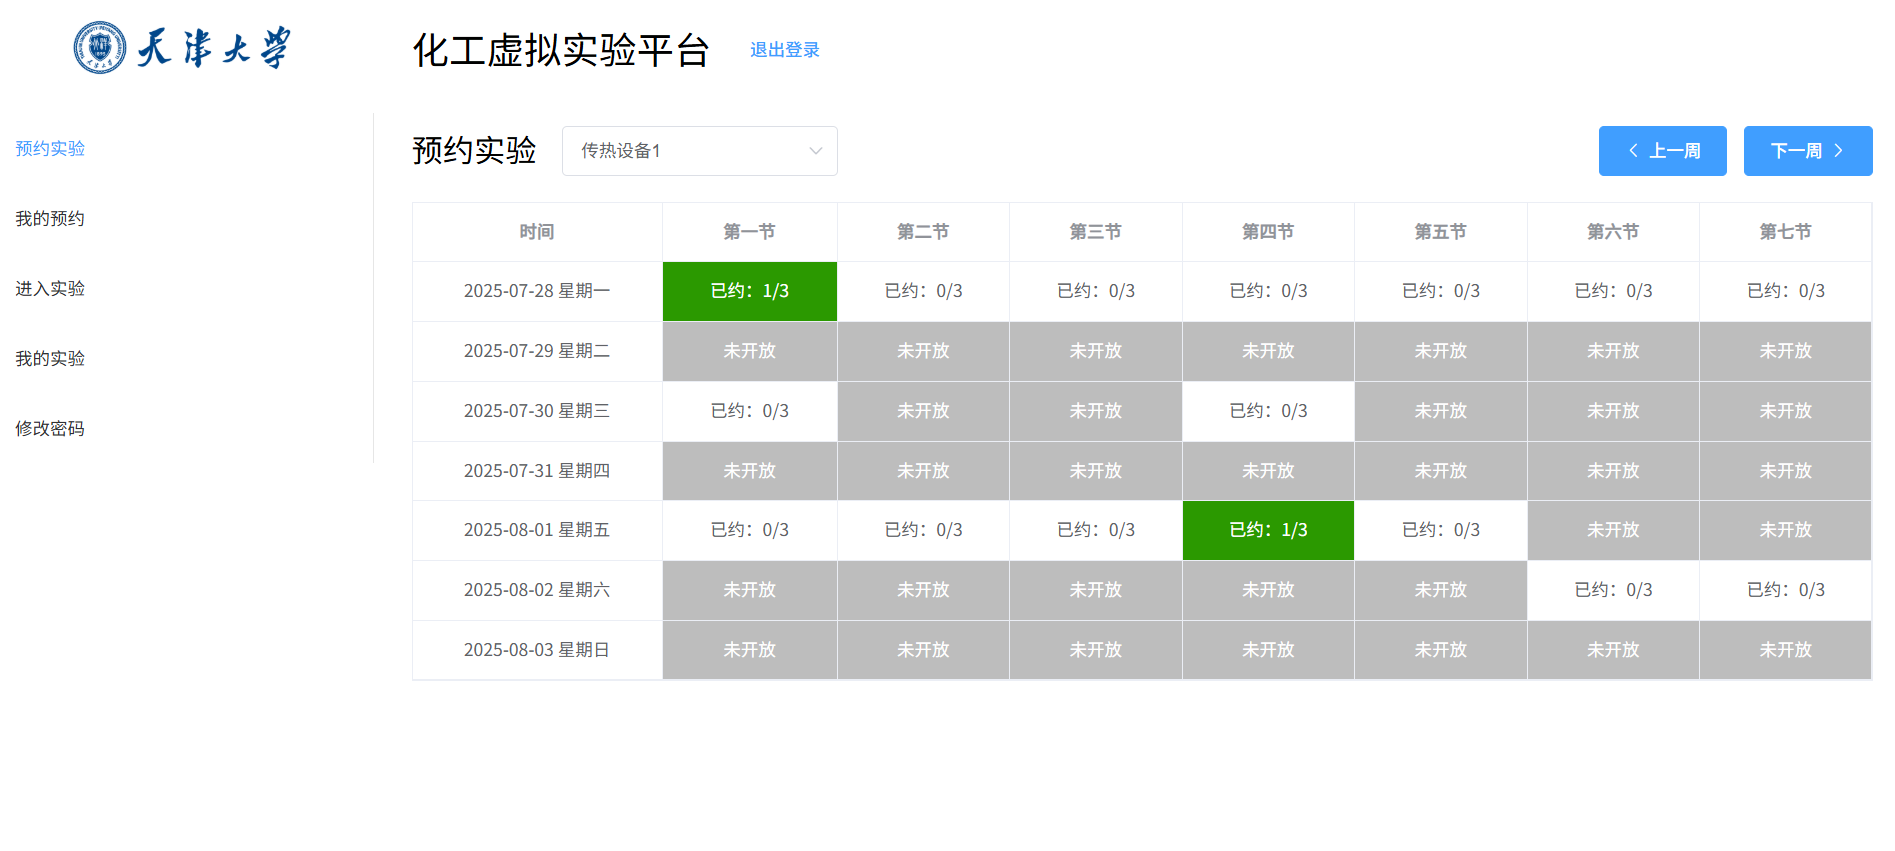 天津大学
化工虚拟实验平台 退出登录
预约实验
我的预约
进入实验
我的实验
修改密码
预约实验 传热设备1 上一周 下一周
时间 第一节 第二节 第三节 第四节 第五节 第六节 第七节
2025-07-28 星期一 已约：1/3 已约：0/3 已约：0/3 已约：0/3 已约：0/3 已约：0/3 已约：0/3
2025-07-29 星期二 未开放 未开放 未开放 未开放 未开放 未开放 未开放
2025-07-30 星期三 已约：0/3 未开放 未开放 已约：0/3 未开放 未开放 未开放
2025-07-31 星期四 未开放 未开放 未开放 未开放 未开放 未开放 未开放
2025-08-01 星期五 已约：0/3 已约：0/3 已约：0/3 已约：1/3 已约：0/3 未开放 未开放
2025-08-02 星期六 未开放 未开放 未开放 未开放 未开放 已约：0/3 已约：0/3
2025-08-03 星期日 未开放 未开放 未开放 未开放 未开放 未开放 未开放